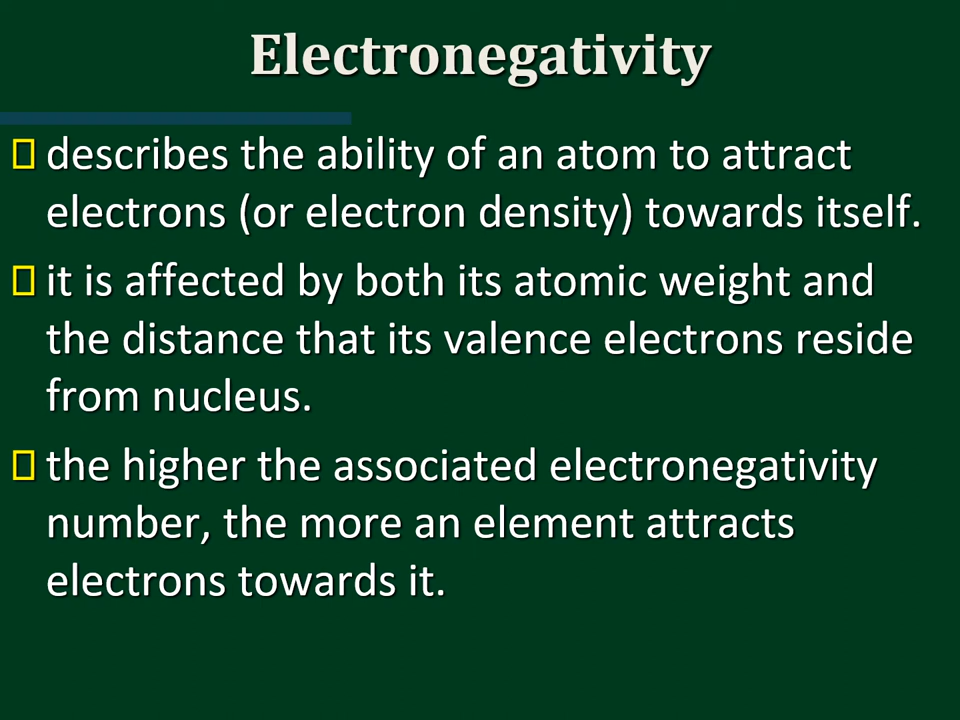 Electronegativity
describes the ability of an atom to attract
electrons (or electron density) towards itself.
it is affected by both its atomic weight and
the distance that its valence electrons reside
from nucleus.
the higher the associated electronegativity
number, the more an element attracts
electrons towards it.